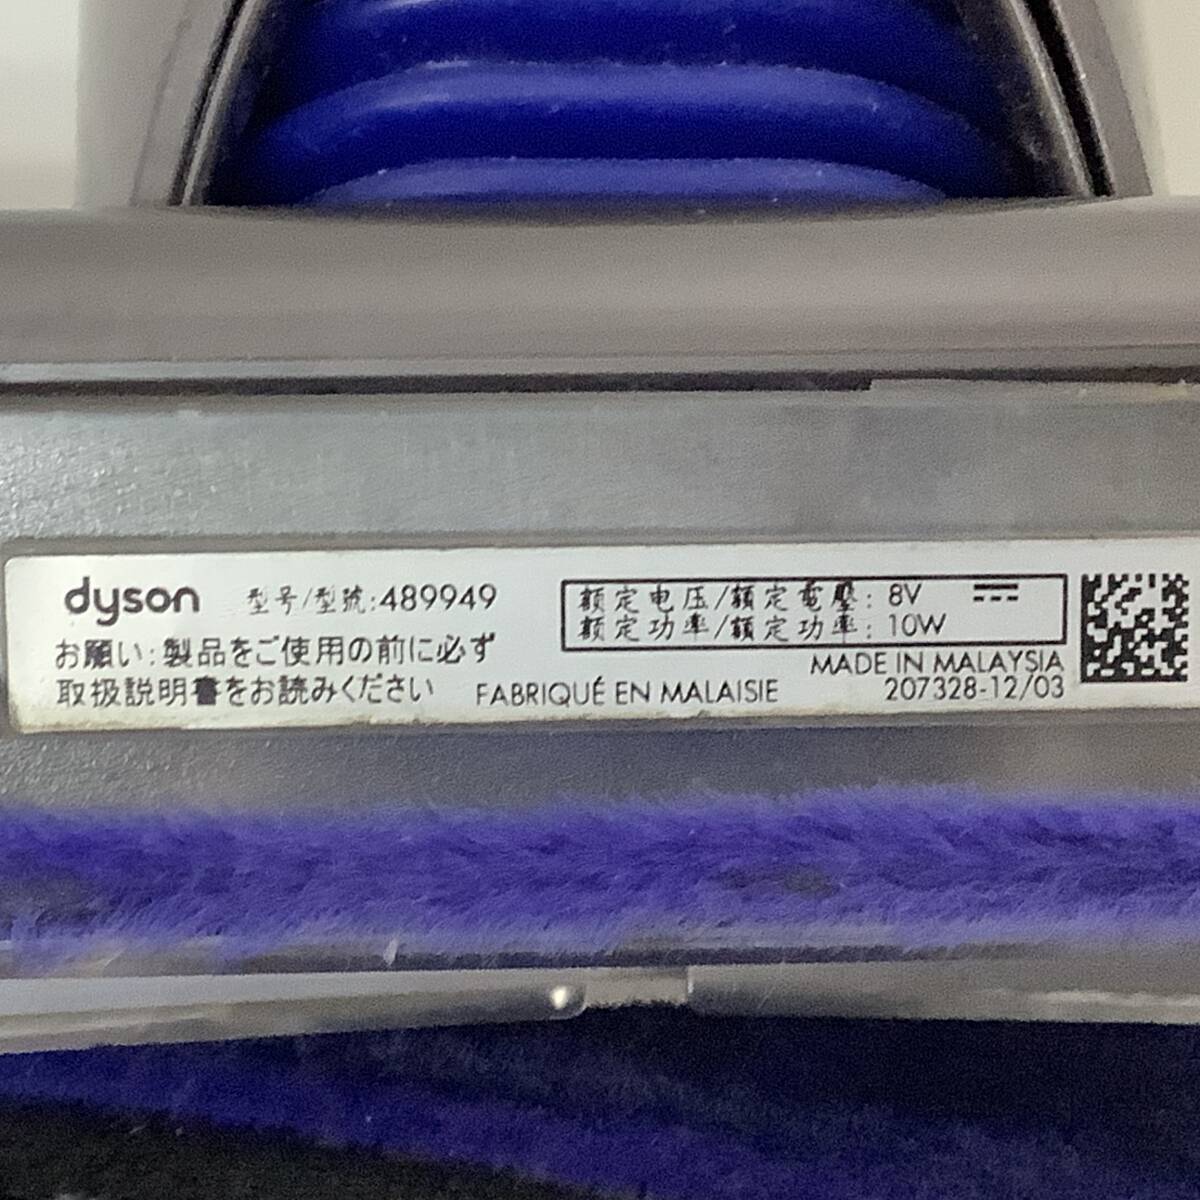 dyson 型号/型號:489949
お願い:製品をご使用の前に必ず
取扱説明書をお読みください
额定电压/額定電壓: 8V
额定功率/額定功率: 10W
FABRIQUÉ EN MALAISIE
MADE IN MALAYSIA
207328-12/03